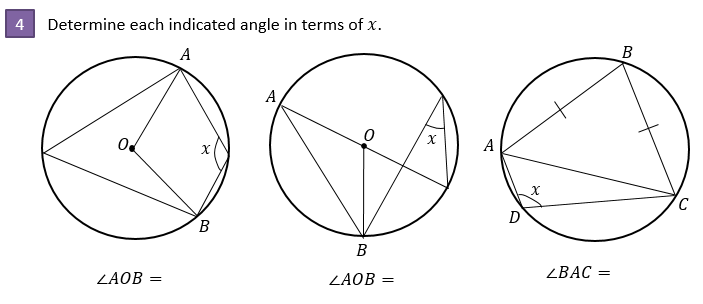 4 Determine each indicated angle in terms of x.
A
O
x
B
A
O
x
B
B
A
x
D
C
∠AOB =
∠AOB =
∠BAC =